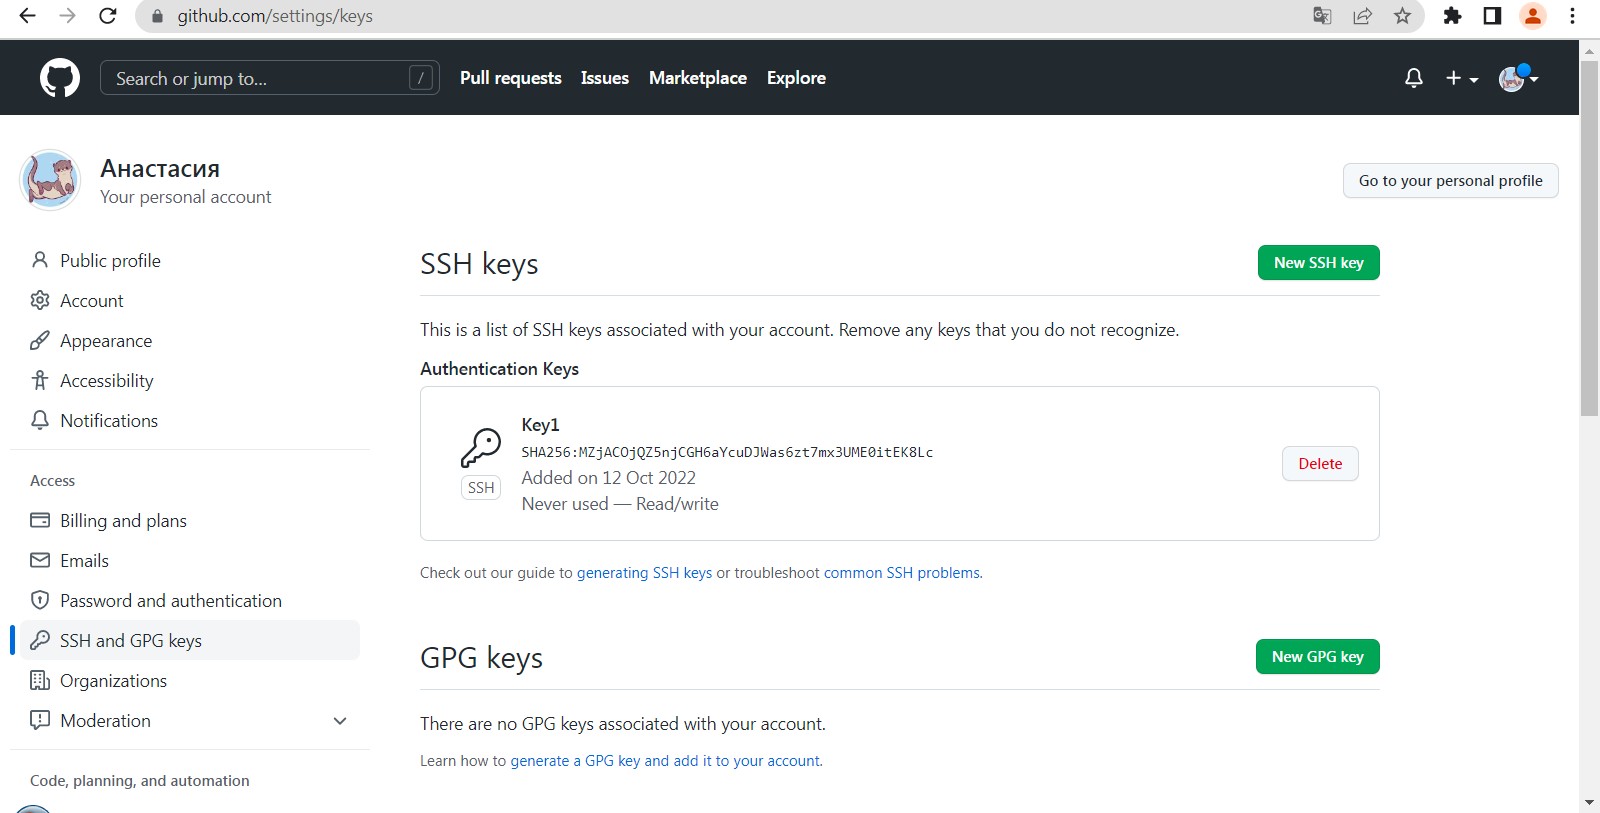 github.com/settings/keys
Search or jump to... /
Pull requests Issues Marketplace Explore
Анастасия
Your personal account
Go to your personal profile
Public profile
Account
Appearance
Accessibility
Notifications
Access
Billing and plans
Emails
Password and authentication
SSH and GPG keys
Organizations
Moderation
Code, planning, and automation
SSH keys
New SSH key
This is a list of SSH keys associated with your account. Remove any keys that you do not recognize.
Authentication Keys
Key1
SHA256:MZjACOjQZ5njCGH6aYcuDJWas6zt7mx3UME0itEK8Lc
Added on 12 Oct 2022
Never used — Read/write
SSH
Delete
Check out our guide to generating SSH keys or troubleshoot common SSH problems.
GPG keys
New GPG key
There are no GPG keys associated with your account.
Learn how to generate a GPG key and add it to your account.